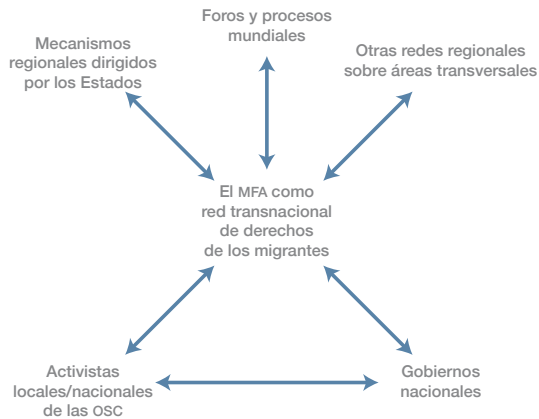 Foros y procesos
mundiales
Mecanismos
regionales dirigidos
por los Estados
Otras redes regionales
sobre áreas transversales
El MFA como
red transnacional
de derechos
de los migrantes
Activistas
locales/nacionales
de las OSC
Gobiernos
nacionales